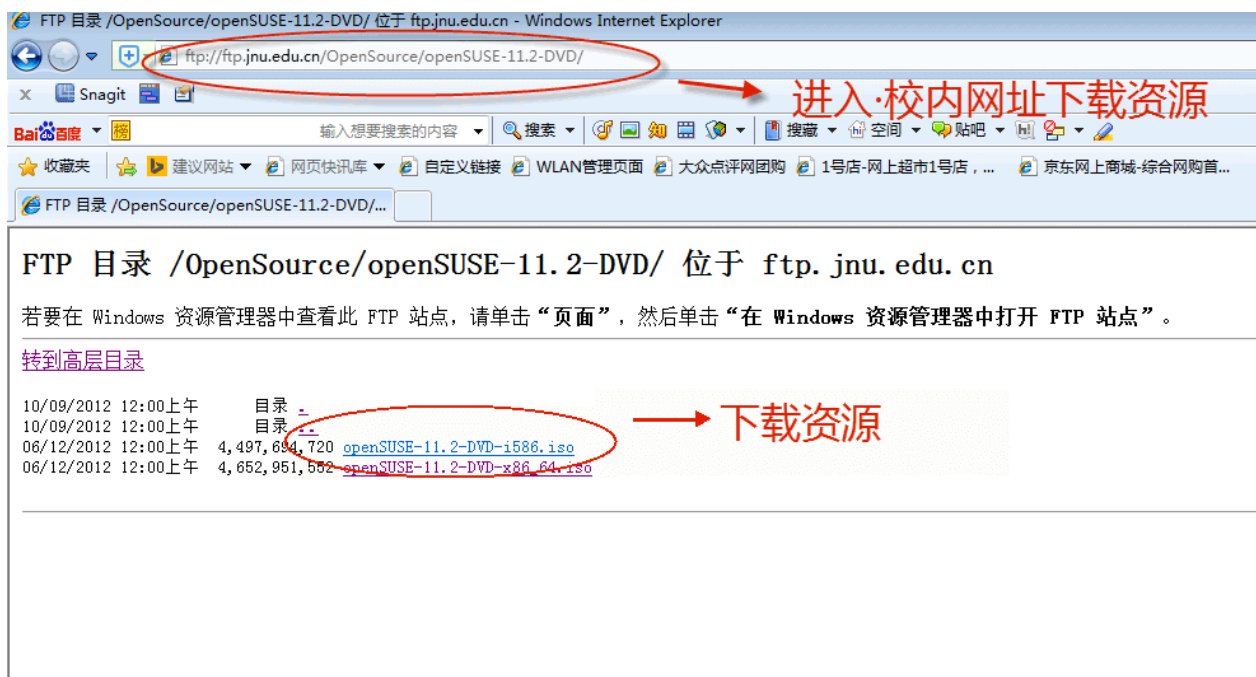 FTP 目录 /OpenSource/openSUSE-11.2-DVD/ 位于 ftp.jnu.edu.cn - Windows Internet Explorer
ftp://ftp.jnu.edu.cn/OpenSource/openSUSE-11.2-DVD/
x Snagit
进入·校内网址下载资源
Bai百度 榜 输入想要搜索的内容 搜索 知 搜藏 空间 贴吧 hi
收藏夹 建议网站 网页快讯库 自定义链接 WLAN管理页面 大众点评网团购 1号店-网上超市1号店，... 京东网上商城-综合网购首...
FTP 目录 /OpenSource/openSUSE-11.2-DVD/...
FTP 目录 /OpenSource/openSUSE-11.2-DVD/ 位于 ftp.jnu.edu.cn
若要在 Windows 资源管理器中查看此 FTP 站点，请单击“页面”，然后单击“在 Windows 资源管理器中打开 FTP 站点”。
转到高层目录
10/09/2012 12:00上午 目录 .
10/09/2012 12:00上午 目录 ..
下载资源
06/12/2012 12:00上午 4,497,694,720 openSUSE-11.2-DVD-i586.iso
06/12/2012 12:00上午 4,652,951,552 openSUSE-11.2-DVD-x86_64.iso